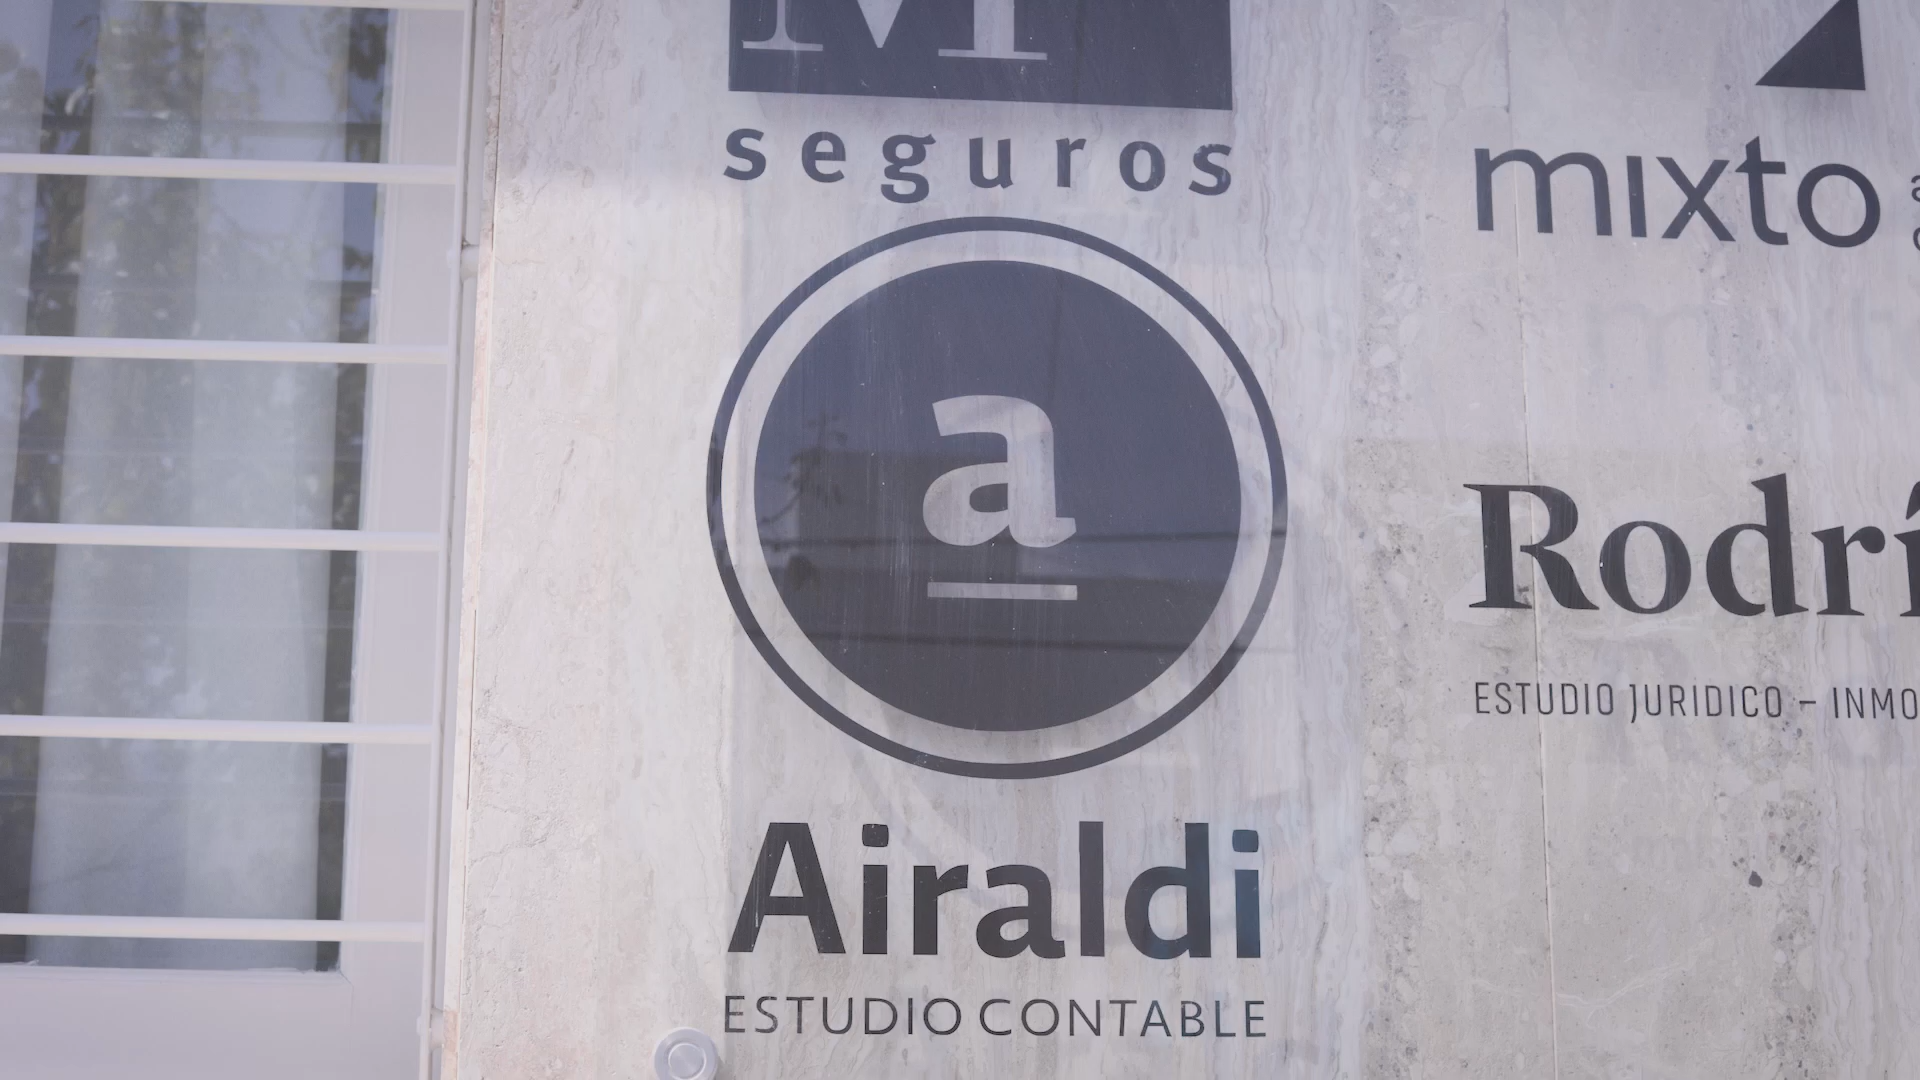 M
seguros
a
Airaldi
ESTUDIO CONTABLE
mixto
Rodrí
ESTUDIO JURIDICO – INMO